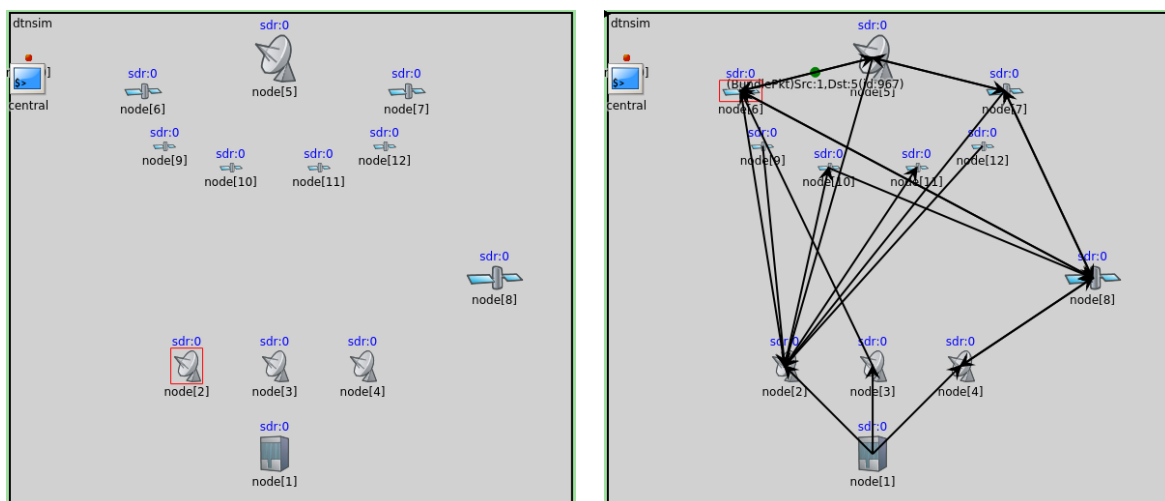 dtnsim
sdr:0
node[5]
central
sdr:0
node[6]
sdr:0
node[7]
sdr:0
node[9]
sdr:0
node[10]
sdr:0
node[11]
sdr:0
node[12]
sdr:0
node[8]
sdr:0
node[2]
sdr:0
node[3]
sdr:0
node[4]
sdr:0
node[1]
dtnsim
sdr:0
node[5]
central
sdr:0
(BundlePkt)Src:1,Dst:5(id:967)
node[6]
sdr:0
node[7]
sdr:0
node[9]
sdr:0
node[10]
sdr:0
node[11]
sdr:0
node[12]
sdr:0
node[8]
sdr:0
node[2]
sdr:0
node[3]
sdr:0
node[4]
sdr:0
node[1]